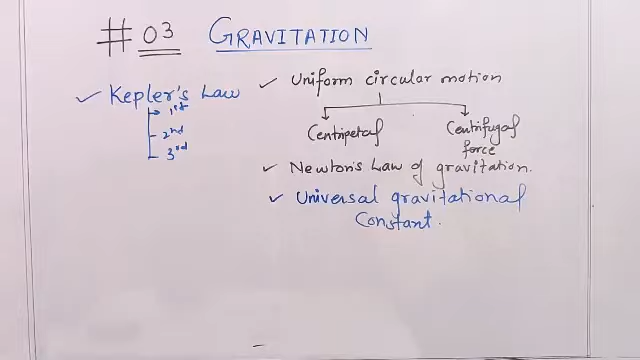 # 03 GRAVITATION
✓ Kepler's Law
1st
2nd
3rd
✓ Uniform circular motion
Centripetal
Centrifugal
force
✓ Newton's Law of gravitation.
✓ Universal gravitational
Constant.